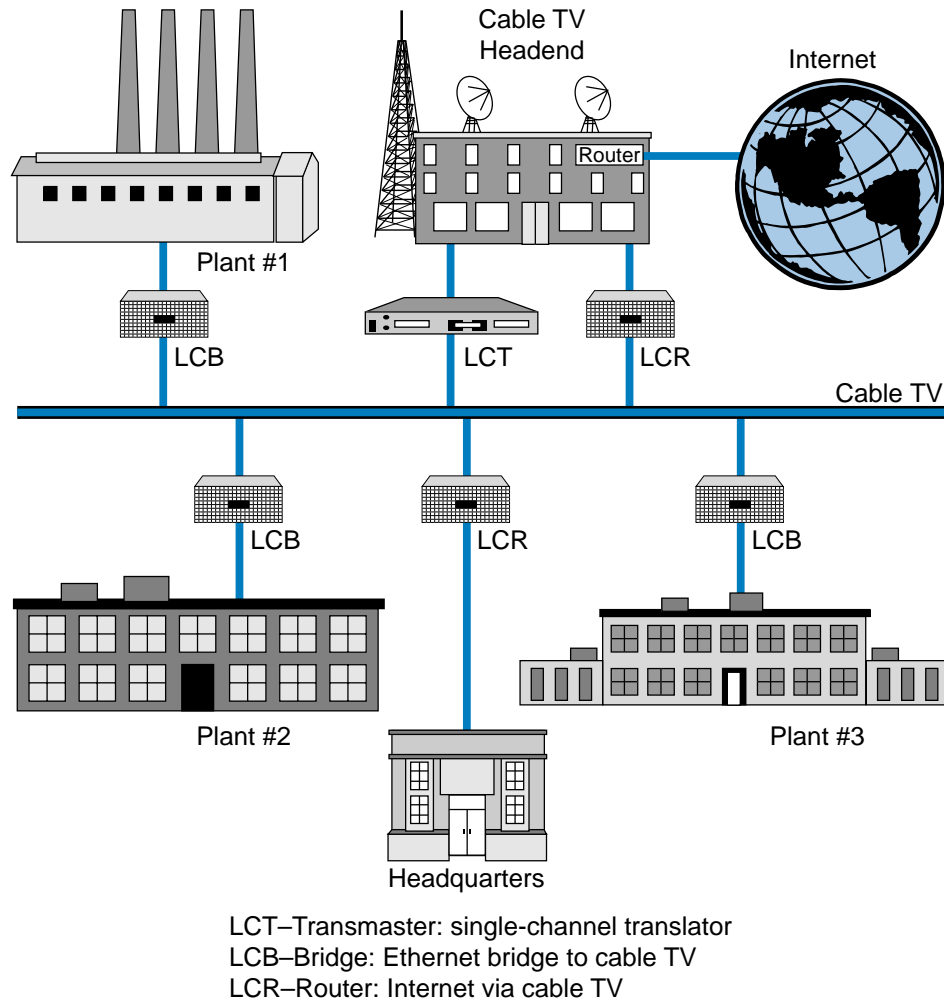 Cable TV
Headend
Internet
Router
Plant #1
LCB
LCT
LCR
Cable TV
LCB
LCR
LCB
Plant #2
Plant #3
Headquarters
LCT–Transmaster: single-channel translator
LCB–Bridge: Ethernet bridge to cable TV
LCR–Router: Internet via cable TV